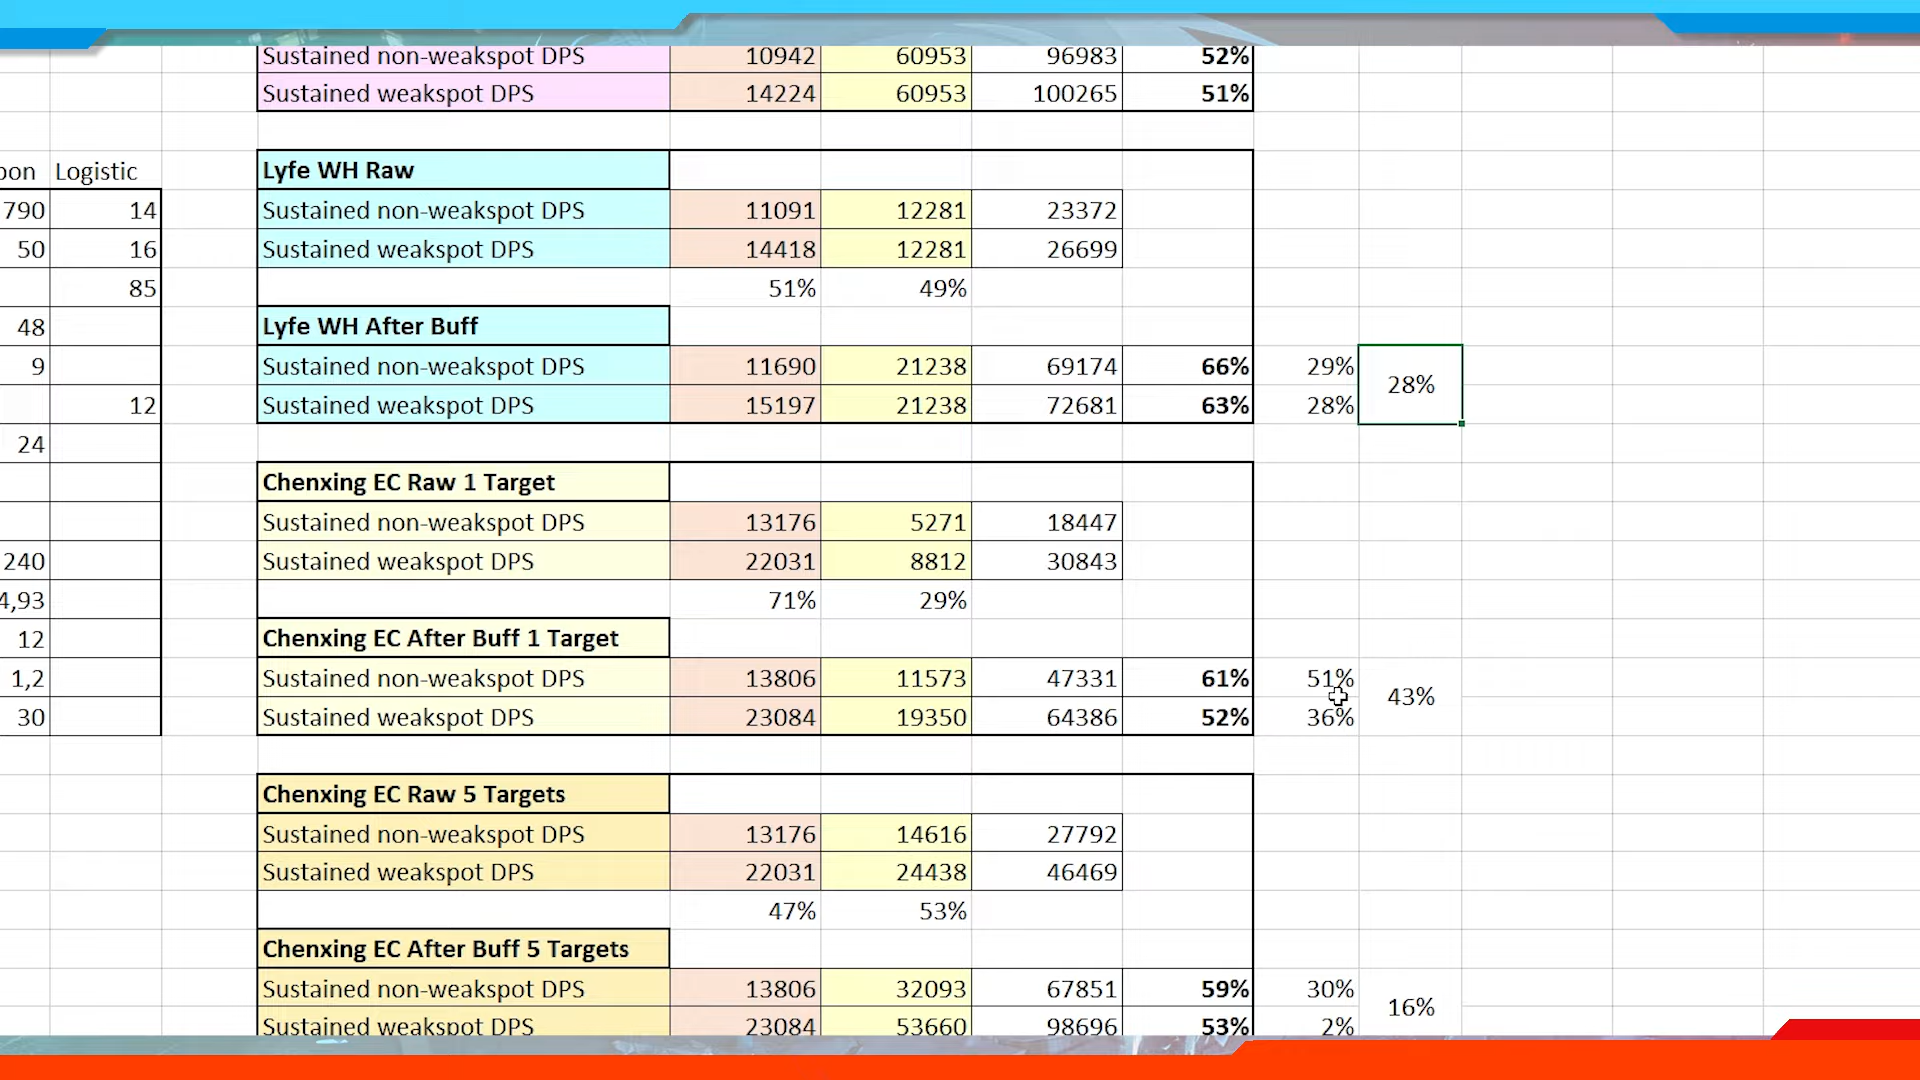 Sustained non-weakspot DPS 10942 60953 96983 52%
Sustained weakspot DPS 14224 60953 100265 51%
pon Logistic Lyfe WH Raw
790 14 Sustained non-weakspot DPS 11091 12281 23372
50 16 Sustained weakspot DPS 14418 12281 26699
85 51% 49%
48 Lyfe WH After Buff
9 Sustained non-weakspot DPS 11690 21238 69174 66% 29% 28%
12 Sustained weakspot DPS 15197 21238 72681 63% 28%
24
Chenxing EC Raw 1 Target
Sustained non-weakspot DPS 13176 5271 18447
240 Sustained weakspot DPS 22031 8812 30843
4,93 71% 29%
12 Chenxing EC After Buff 1 Target
1,2 Sustained non-weakspot DPS 13806 11573 47331 61% 51% 43%
30 Sustained weakspot DPS 23084 19350 64386 52% 36%
Chenxing EC Raw 5 Targets
Sustained non-weakspot DPS 13176 14616 27792
Sustained weakspot DPS 22031 24438 46469
47% 53%
Chenxing EC After Buff 5 Targets
Sustained non-weakspot DPS 13806 32093 67851 59% 30% 16%
Sustained weakspot DPS 23084 53660 98696 53% 2%